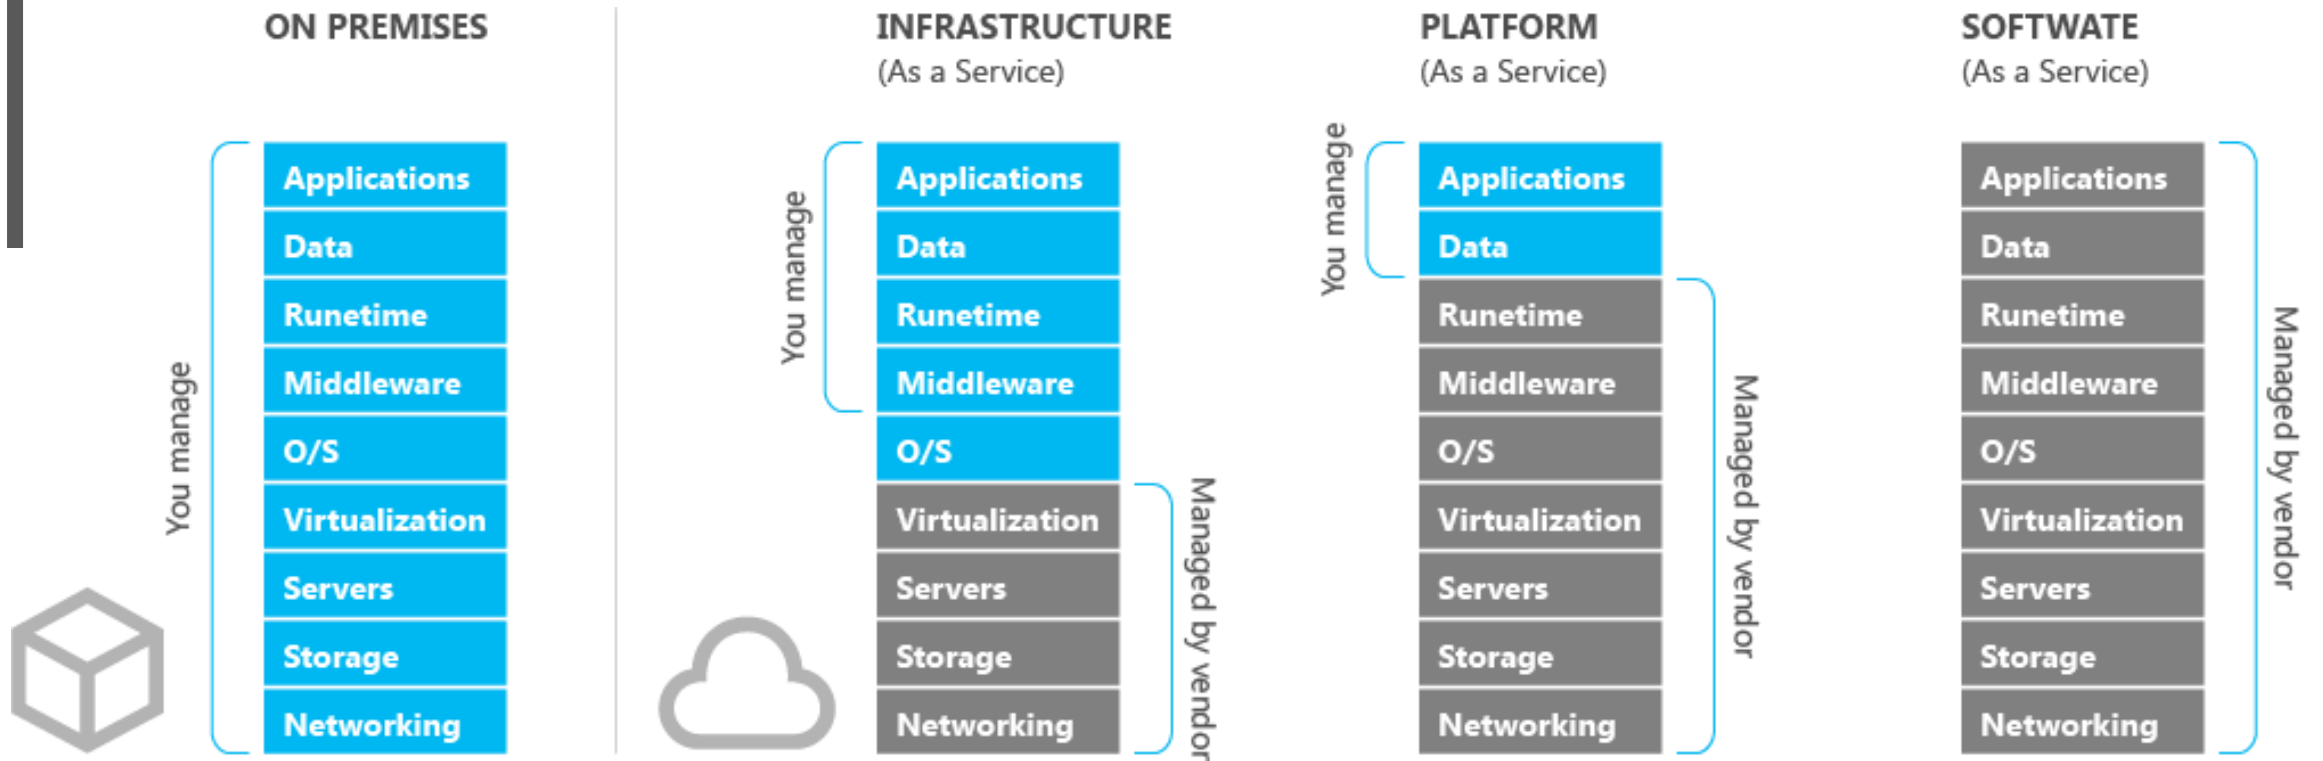 ON PREMISES
You manage
Applications
Data
Runetime
Middleware
O/S
Virtualization
Servers
Storage
Networking
INFRASTRUCTURE
(As a Service)
You manage
Applications
Data
Runetime
Middleware
O/S
Virtualization
Servers
Storage
Networking
Managed by vendor
PLATFORM
(As a Service)
You manage
Applications
Data
Runetime
Middleware
O/S
Virtualization
Servers
Storage
Networking
Managed by vendor
SOFTWATE
(As a Service)
Applications
Data
Runetime
Middleware
O/S
Virtualization
Servers
Storage
Networking
Managed by vendor